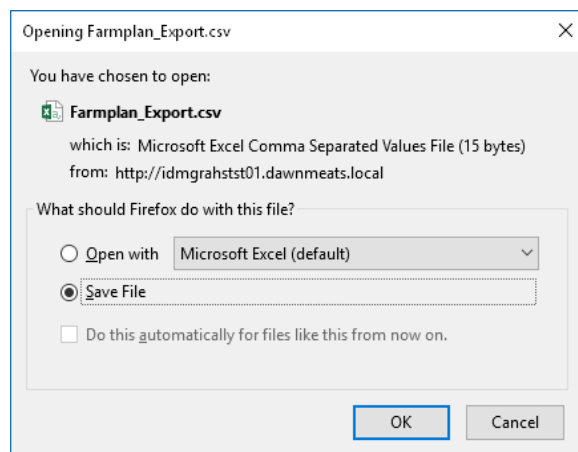 Opening Farmplan_Export.csv
You have chosen to open:
Farmplan_Export.csv
which is: Microsoft Excel Comma Separated Values File (15 bytes)
from: http://idmgrahstst01.dawnmeats.local
What should Firefox do with this file?
Open with Microsoft Excel (default)
Save File
Do this automatically for files like this from now on.
OK Cancel